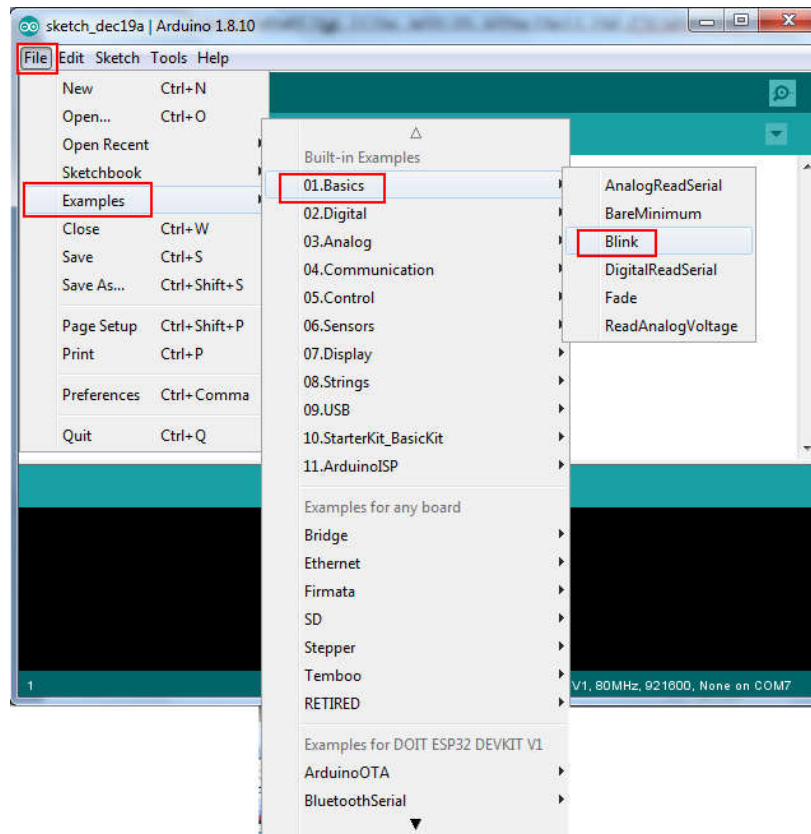 sketch_dec19a | Arduino 1.8.10
File Edit Sketch Tools Help
New Ctrl+N
Open... Ctrl+O
Open Recent
Sketchbook
Examples
Close Ctrl+W
Save Ctrl+S
Save As... Ctrl+Shift+S
Page Setup Ctrl+Shift+P
Print Ctrl+P
Preferences Ctrl+Comma
Quit Ctrl+Q
Built-in Examples
01.Basics
02.Digital
03.Analog
04.Communication
05.Control
06.Sensors
07.Display
08.Strings
09.USB
10.StarterKit_BasicKit
11.ArduinoISP
Examples for any board
Bridge
Ethernet
Firmata
SD
Stepper
Temboo
RETIRED
Examples for DOIT ESP32 DEVKIT V1
ArduinoOTA
BluetoothSerial
AnalogReadSerial
BareMinimum
Blink
DigitalReadSerial
Fade
ReadAnalogVoltage
1
V1, 80MHz, 921600, None on COM7